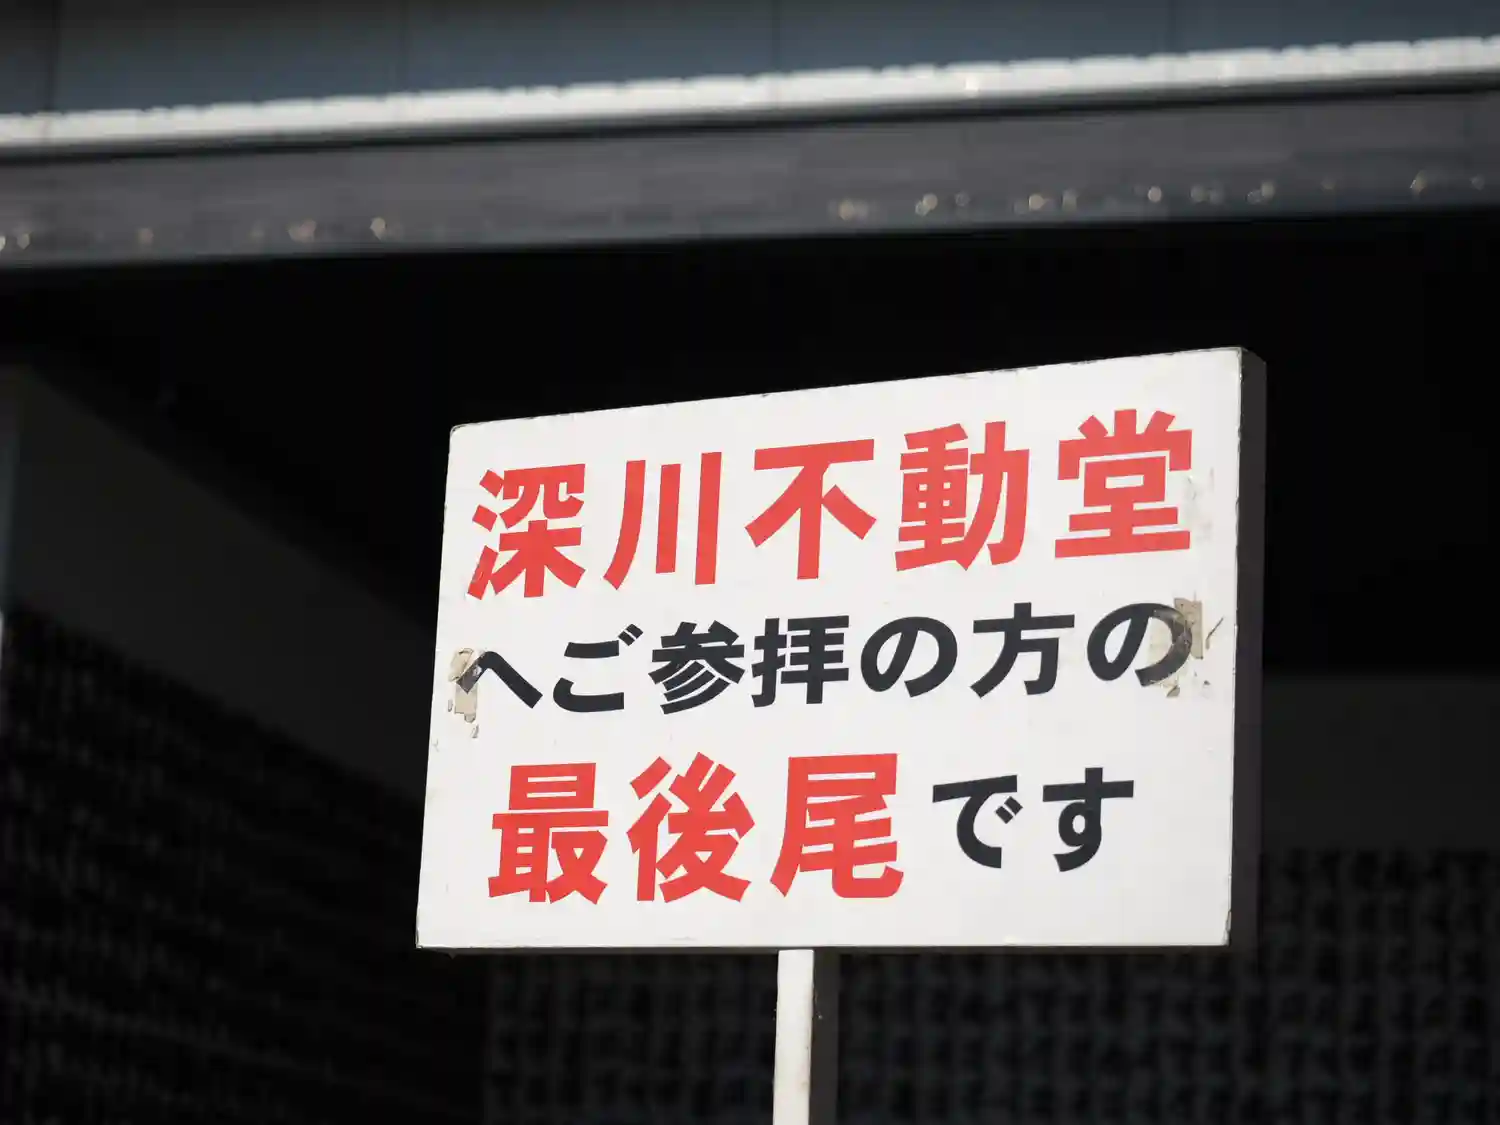 深川不動堂
へご参拝の方の
最後尾です